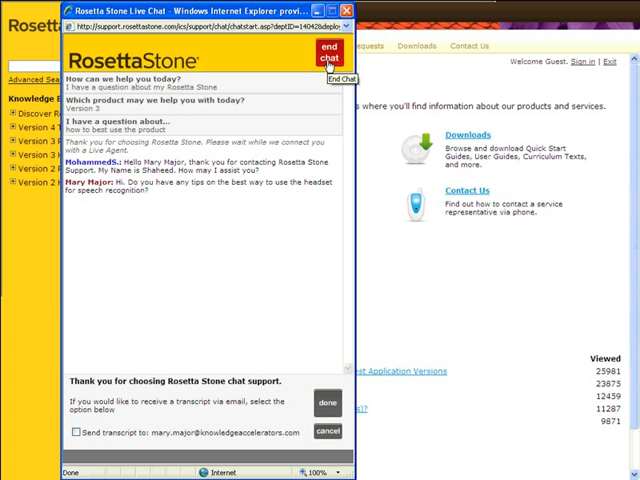 Rosetta Stone Live Chat - Windows Internet Explorer provi...
http://support.rosettastone.com/ics/support/chat/chatstart.asp?deptID=14042&deploy
RosettaStone
end
chat
End Chat
How can we help you today?
I have a question about my Rosetta Stone
Which product may we help you with today?
Version 3
I have a question about...
how to best use the product
Thank you for choosing Rosetta Stone. Please wait while we connect you
with a Live Agent.
MohammedS.: Hello Mary Major, thank you for contacting Rosetta Stone
Support. My Name is Shaheed. How may I assist you?
Mary Major: Hi. Do you have any tips on the best way to use the headset
for speech recognition?
Thank you for choosing Rosetta Stone chat support.
If you would like to receive a transcript via email, select the
option below
done
Send transcript to: mary.major@knowledgeaccelerators.com
cancel
Done
Internet
100%
Advanced Sea
Knowledge B
Discover R
Version 4
Version 3 P
Version 3 H
Version 2 P
Version 2 H
equests
Downloads
Contact Us
Welcome Guest. Sign in | Exit
s where you'll find information about our products and services.
Downloads
Browse and download Quick Start
Guides, User Guides, Curriculum Texts,
and more.
Contact Us
Find out how to contact a service
representative via phone.
Viewed
est Application Versions
25981
23875
12459
s)?
11287
9871